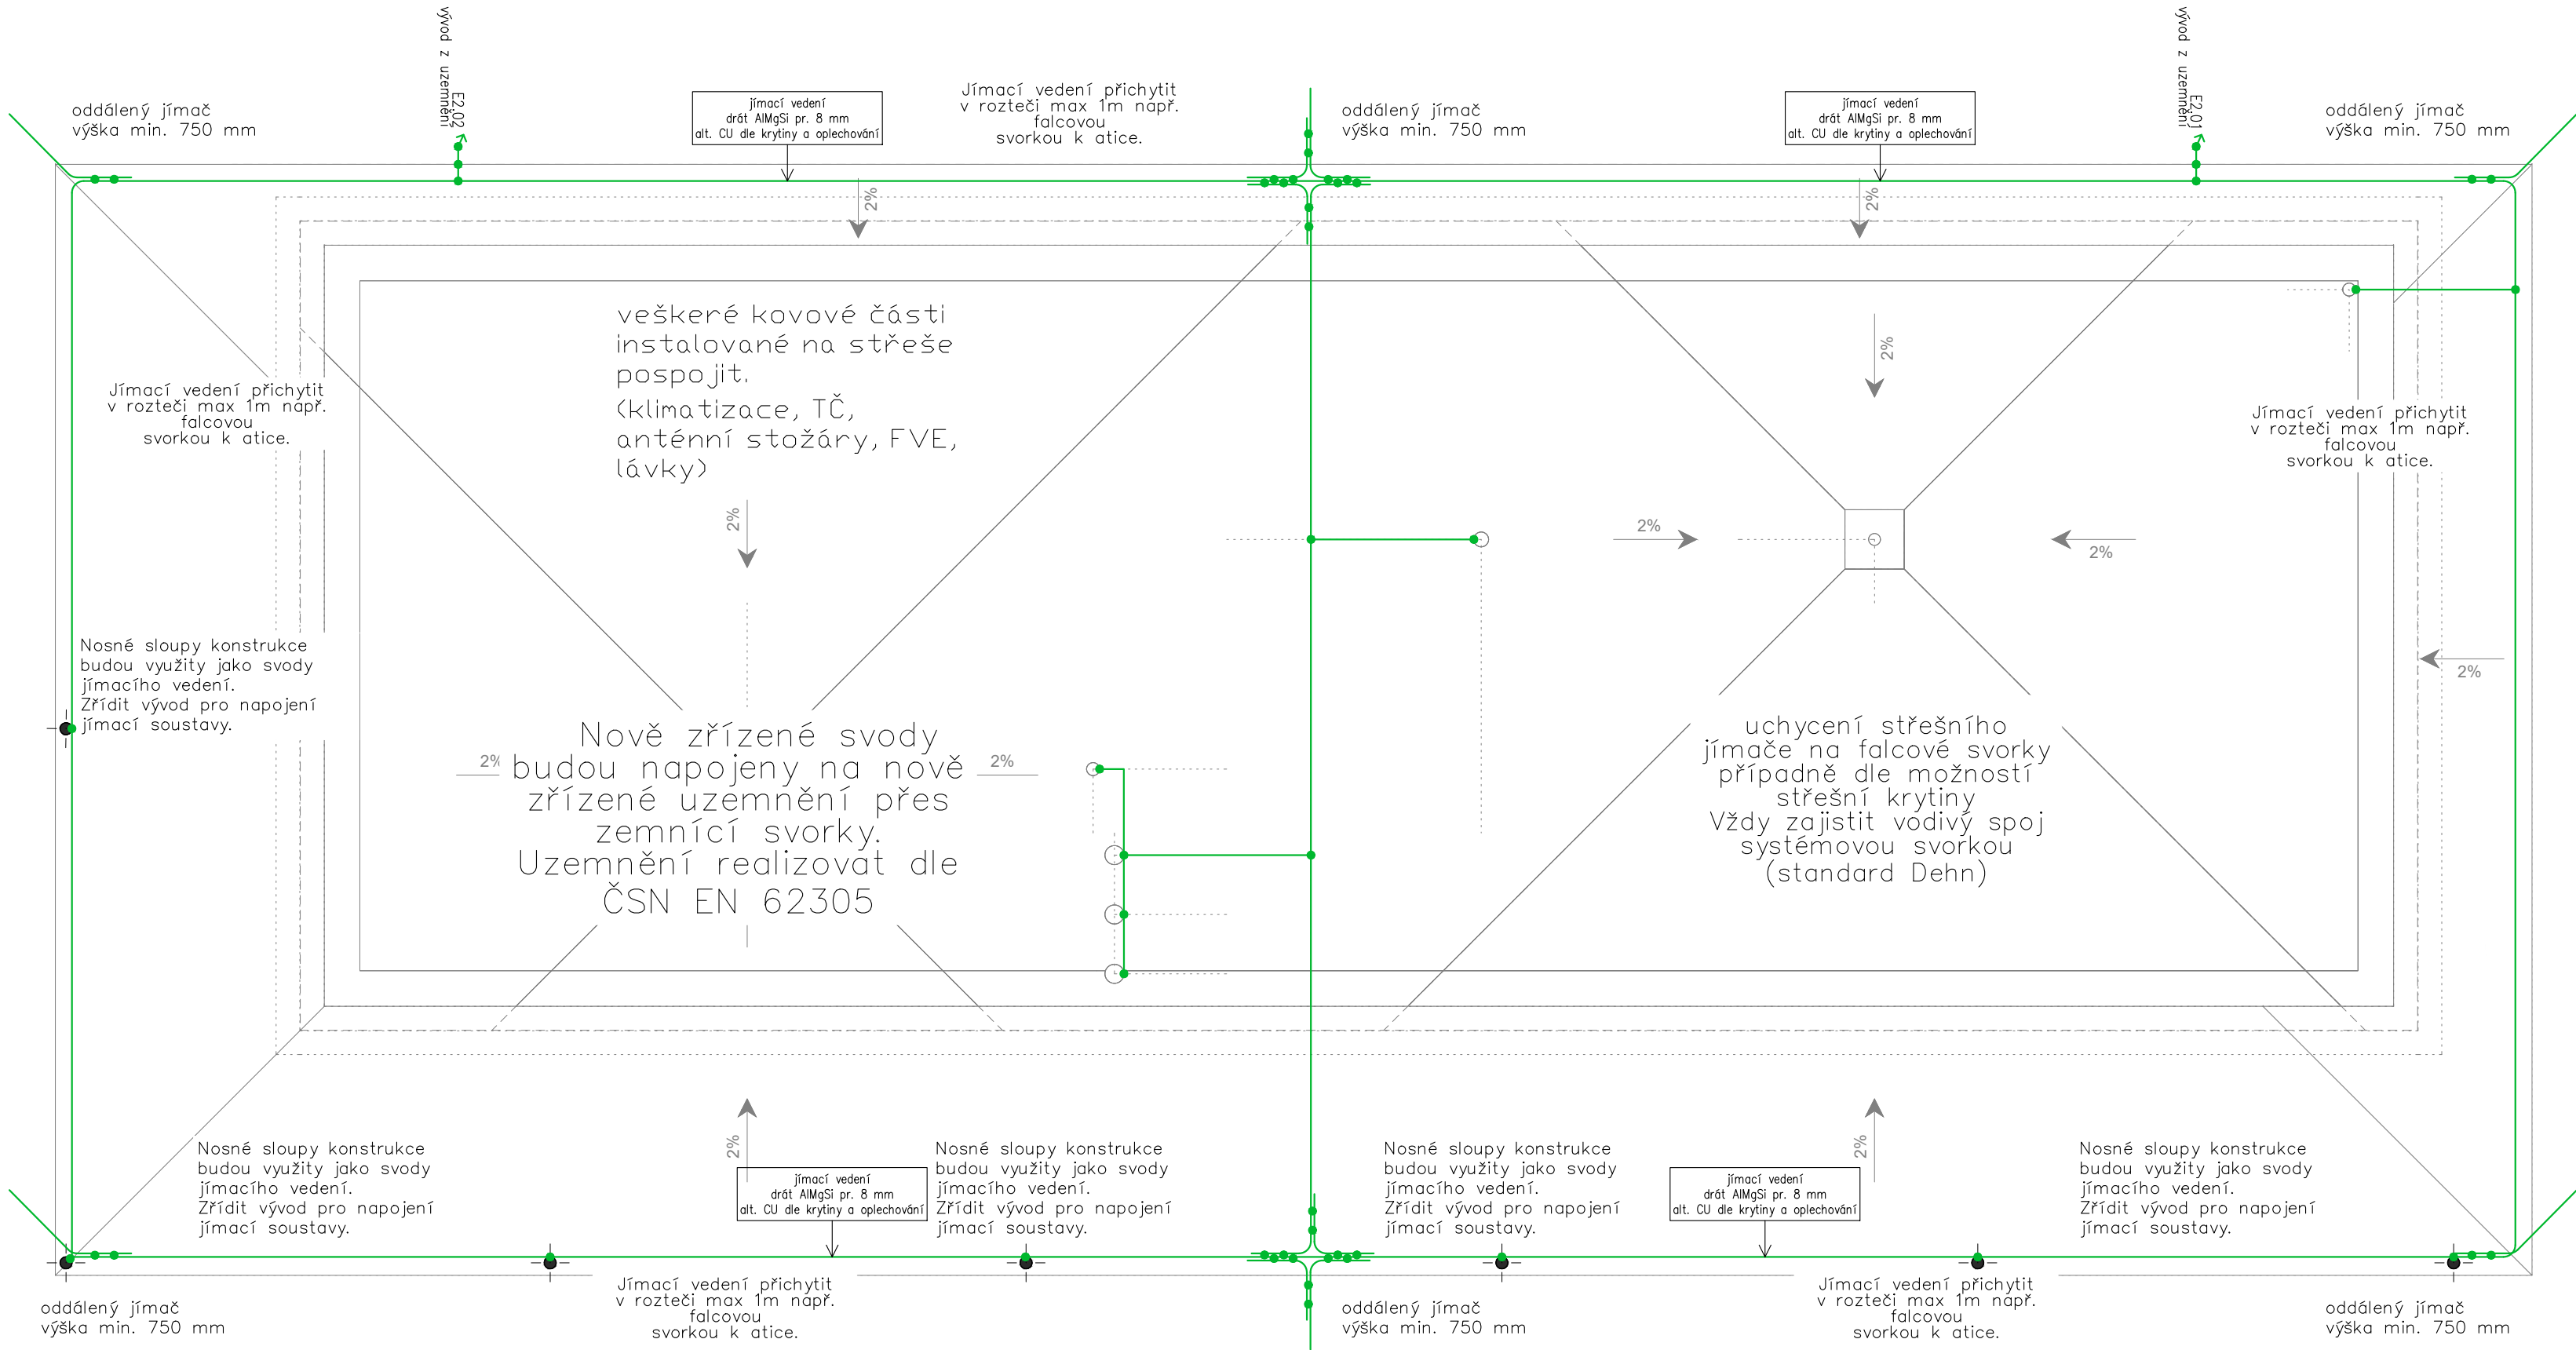 vývod z uzemnění
E2.02
vývod z uzemnění
E2.01
oddálený jímač
výška min. 750 mm
jímací vedení
drát AlMgSi pr. 8 mm
alt. CU dle krytiny a oplechování
Jímací vedení přichytit
v rozteči max 1m např.
falcovou
svorkou k atice.
oddálený jímač
výška min. 750 mm
jímací vedení
drát AlMgSi pr. 8 mm
alt. CU dle krytiny a oplechování
oddálený jímač
výška min. 750 mm
2%
2%
veškeré kovové části
instalované na střeše
pospojit.
(klimatizace, TČ,
anténní stožáry, FVE,
lávky)
2%
Jímací vedení přichytit
v rozteči max 1m např.
falcovou
svorkou k atice.
Jímací vedení přichytit
v rozteči max 1m např.
falcovou
svorkou k atice.
2%
2%
2%
Nosné sloupy konstrukce
budou využity jako svody
jímacího vedení.
Zřídit vývod pro napojení
jímací soustavy.
2%
2%
2%
Nově zřízené svody
budou napojeny na nově
zřízené uzemnění přes
zemnící svorky.
Uzemnění realizovat dle
ČSN EN 62305
uchycení střešního
jímače na falcové svorky
případně dle možností
střešní krytiny
Vždy zajistit vodivý spoj
systémovou svorkou
(standard Dehn)
2%
2%
Nosné sloupy konstrukce
budou využity jako svody
jímacího vedení.
Zřídit vývod pro napojení
jímací soustavy.
jímací vedení
drát AlMgSi pr. 8 mm
alt. CU dle krytiny a oplechování
Nosné sloupy konstrukce
budou využity jako svody
jímacího vedení.
Zřídit vývod pro napojení
jímací soustavy.
Nosné sloupy konstrukce
budou využity jako svody
jímacího vedení.
Zřídit vývod pro napojení
jímací soustavy.
jímací vedení
drát AlMgSi pr. 8 mm
alt. CU dle krytiny a oplechování
Nosné sloupy konstrukce
budou využity jako svody
jímacího vedení.
Zřídit vývod pro napojení
jímací soustavy.
oddálený jímač
výška min. 750 mm
Jímací vedení přichytit
v rozteči max 1m např.
falcovou
svorkou k atice.
oddálený jímač
výška min. 750 mm
Jímací vedení přichytit
v rozteči max 1m např.
falcovou
svorkou k atice.
oddálený jímač
výška min. 750 mm